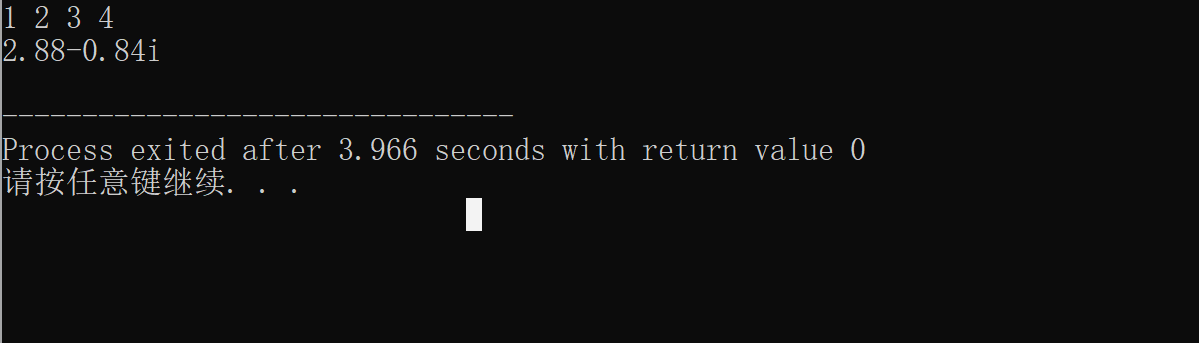 1 2 3 4
2.88-0.84i
--------------------------------
Process exited after 3.966 seconds with return value 0
请按任意键继续. . .